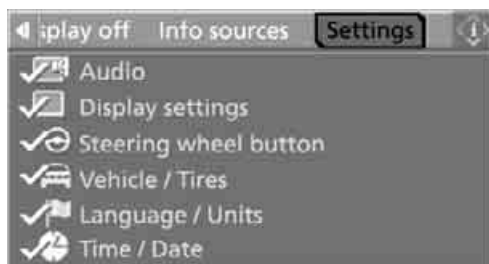 splay off Info sources Settings i
Audio
Display settings
Steering wheel button
Vehicle / Tires
Language / Units
Time / Date